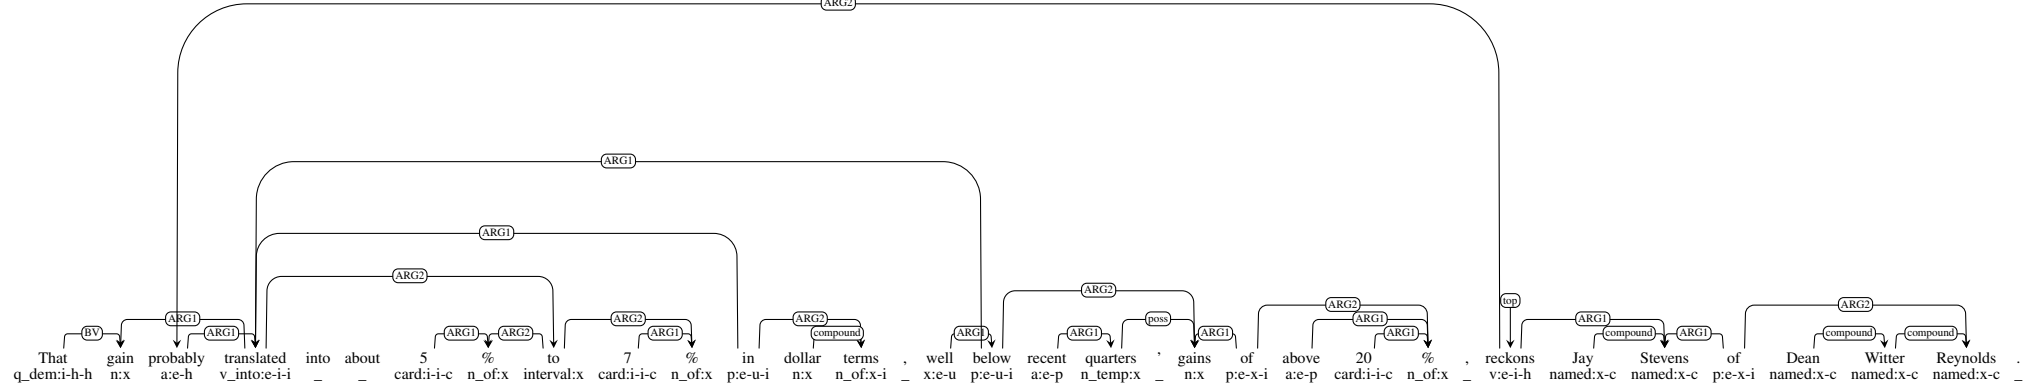 ARG2
ARG1
ARG1
ARG2
ARG2 top
ARG2 ARG2
ARG1 ARG2 ARG2 poss ARG1 ARG1
BV ARG1 ARG1 ARG2 ARG1 compound ARG1 ARG1 ARG1 ARG1 compound ARG1 compound compound
That gain probably translated into about 5 % to 7 % in dollar terms , well below recent quarters ' gains of above 20 % , reckons Jay Stevens of Dean Witter Reynolds .
q_dem:i-h-h n:x a:e-h v_into:e-i-i _ _ card:i-i-c n_of:x interval:x card:i-i-c n_of:x p:e-u-i n:x n_of:x-i _ x:e-u p:e-u-i a:e-p n_temp:x _ n:x p:e-x-i a:e-p card:i-i-c n_of:x _ v:e-i-h named:x-c named:x-c p:e-x-i named:x-c named:x-c named:x-c _